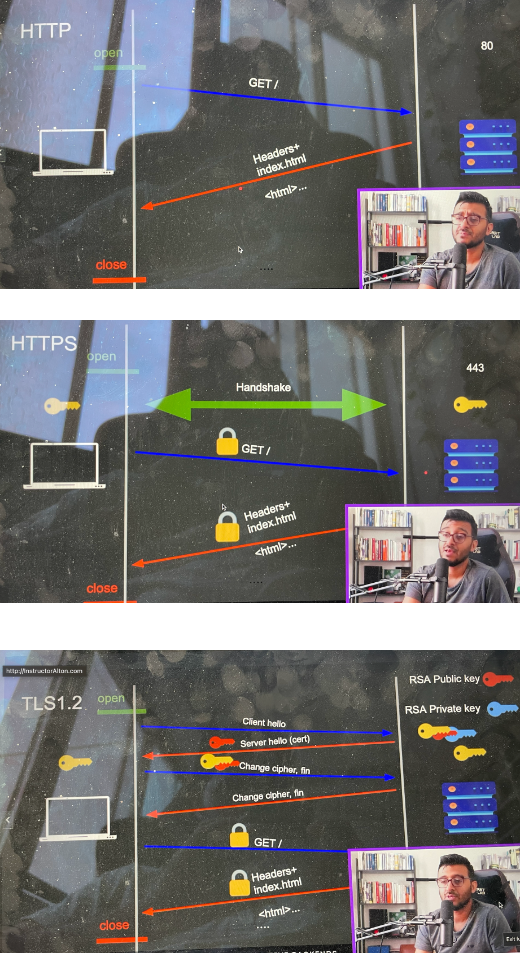 HTTP
open
80
GET /
Headers+
index.html
<html>...
....
close
HTTPS
open
443
Handshake
GET /
Headers+
index.html
<html>...
....
close
http://InstructorAlton.com
RSA Public key
TLS1.2
open
RSA Private key
Client hello
Server hello (cert)
Change cipher, fin
Change cipher, fin
GET /
Headers+
index.html
<html>...
....
close